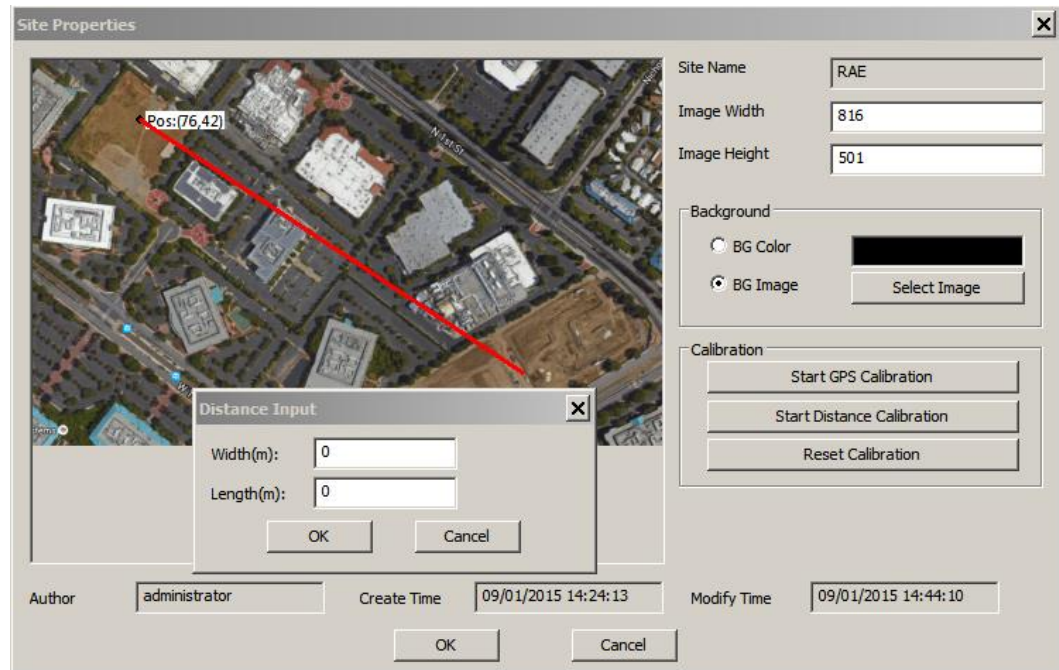 Site Properties
Pos:(76,42)
N 1st St
Site Name
RAE
Image Width
816
Image Height
501
Background
BG Color
BG Image
Select Image
Calibration
Start GPS Calibration
Start Distance Calibration
Reset Calibration
Distance Input
Width(m):
0
Length(m):
0
OK
Cancel
Author
administrator
Create Time
09/01/2015 14:24:13
Modify Time
09/01/2015 14:44:10
OK
Cancel